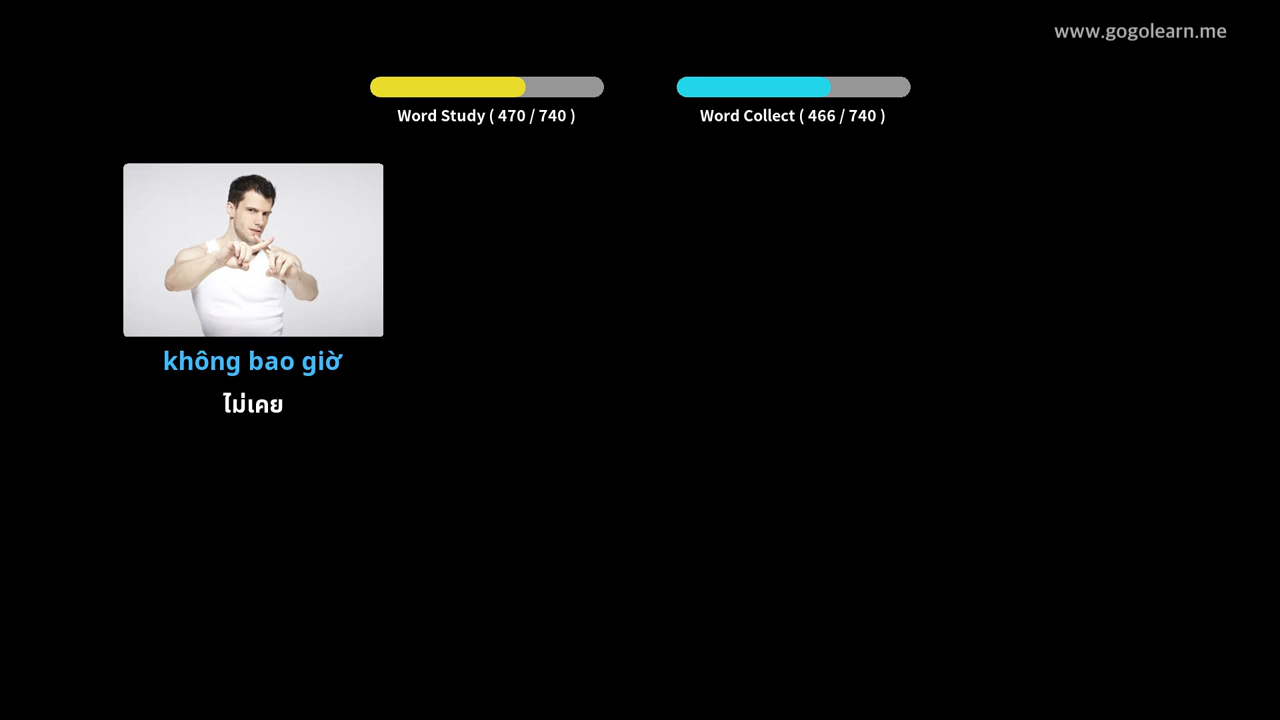 www.gogolearn.me
Word Study ( 470 / 740 )
Word Collect ( 466 / 740 )
không bao giờ
ไม่เคย